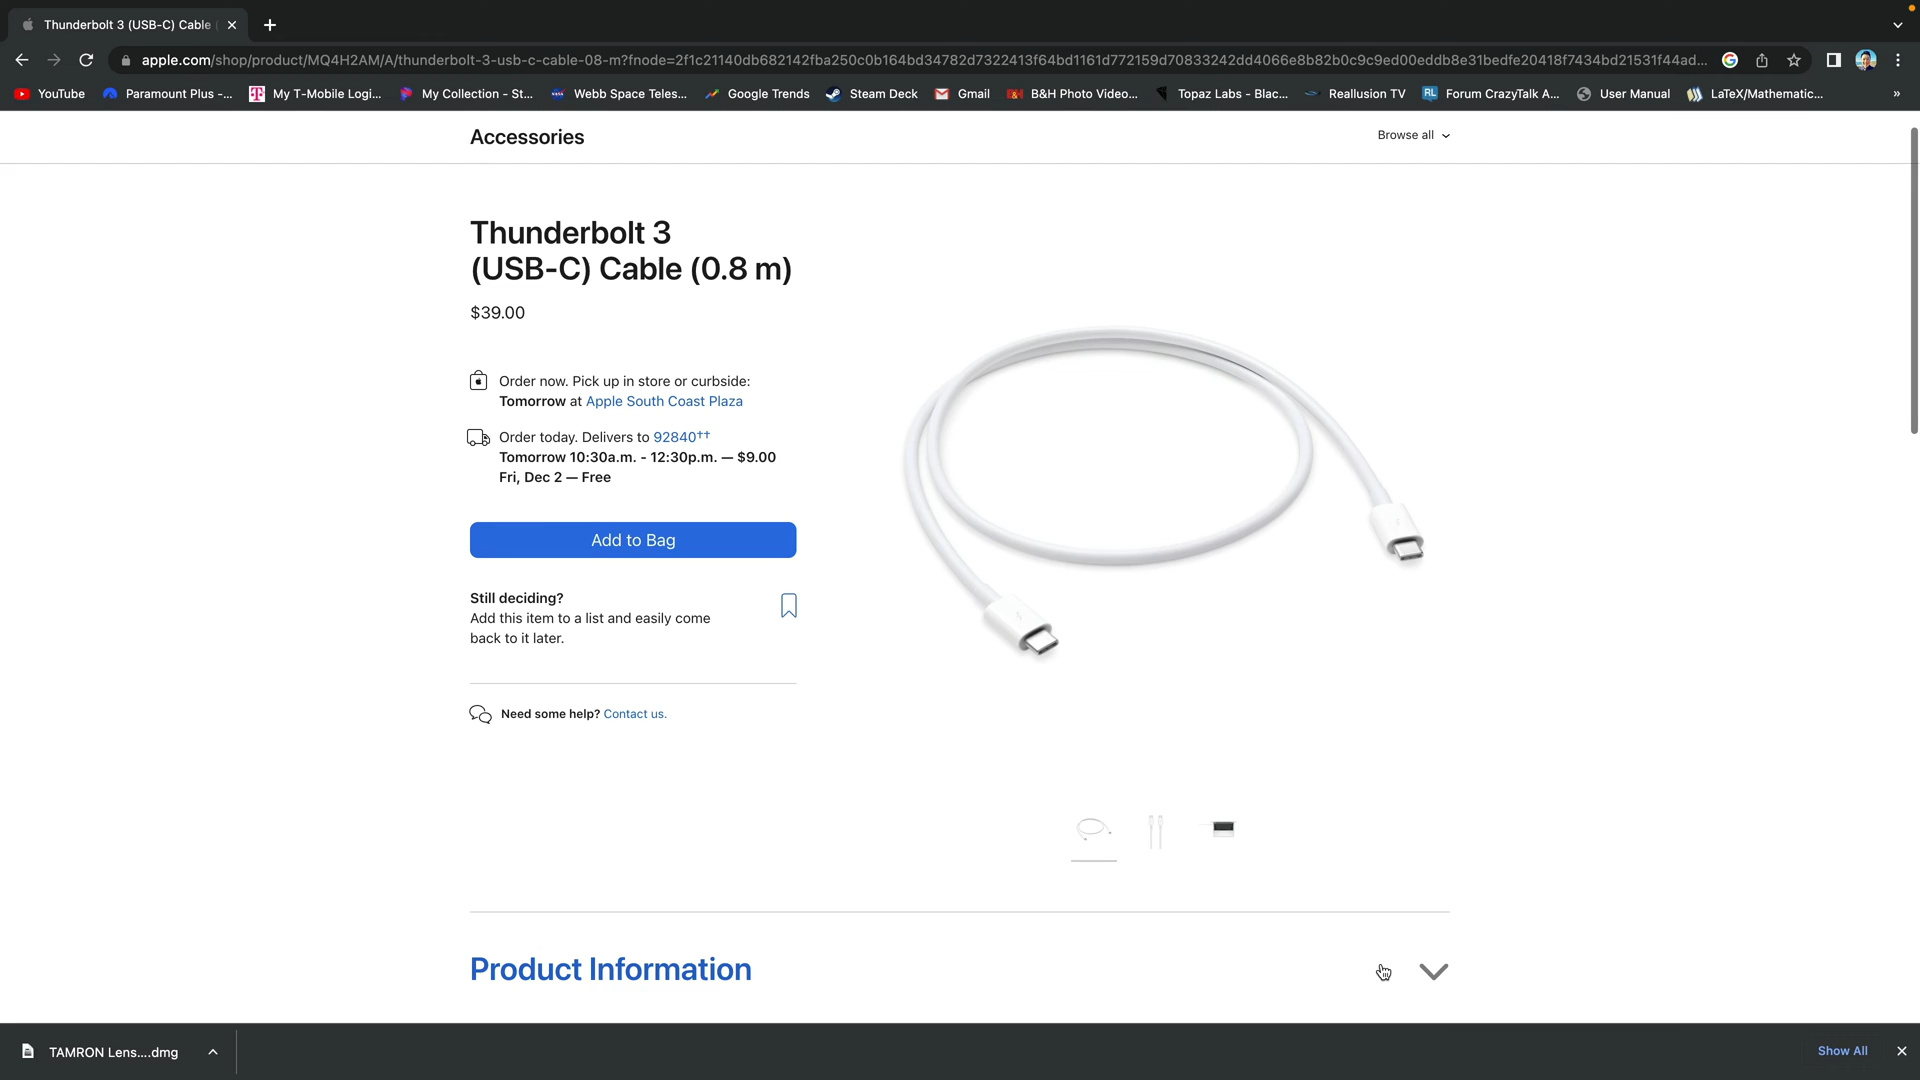 Thunderbolt 3 (USB-C) Cable (
apple.com/shop/product/MQ4H2AM/A/thunderbolt-3-usb-c-cable-08-m?fnode=2f1c21140db682142fba250c0b164bd34782d7322413f64bd1161d772159d70833242dd4066e8b82b0c9c9ed00eddb8e31bedfe20418f7434bd21531f44ad...
YouTube
Paramount Plus -...
My T-Mobile Logi...
My Collection - St...
Webb Space Teles...
Google Trends
Steam Deck
Gmail
B&H Photo Video...
Topaz Labs - Blac...
Reallusion TV
Forum CrazyTalk A...
User Manual
LaTeX/Mathematic...
»
Accessories
Browse all
Thunderbolt 3
(USB-C) Cable (0.8 m)
$39.00
Order now. Pick up in store or curbside:
Tomorrow at Apple South Coast Plaza
Order today. Delivers to 92840††
Tomorrow 10:30a.m. - 12:30p.m. — $9.00
Fri, Dec 2 — Free
Add to Bag
Still deciding?
Add this item to a list and easily come
back to it later.
Need some help? Contact us.
Product Information
TAMRON Lens....dmg
Show All